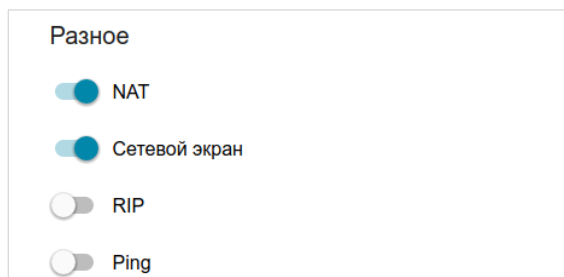 Разное
NAT
Сетевой экран
RIP
Ping